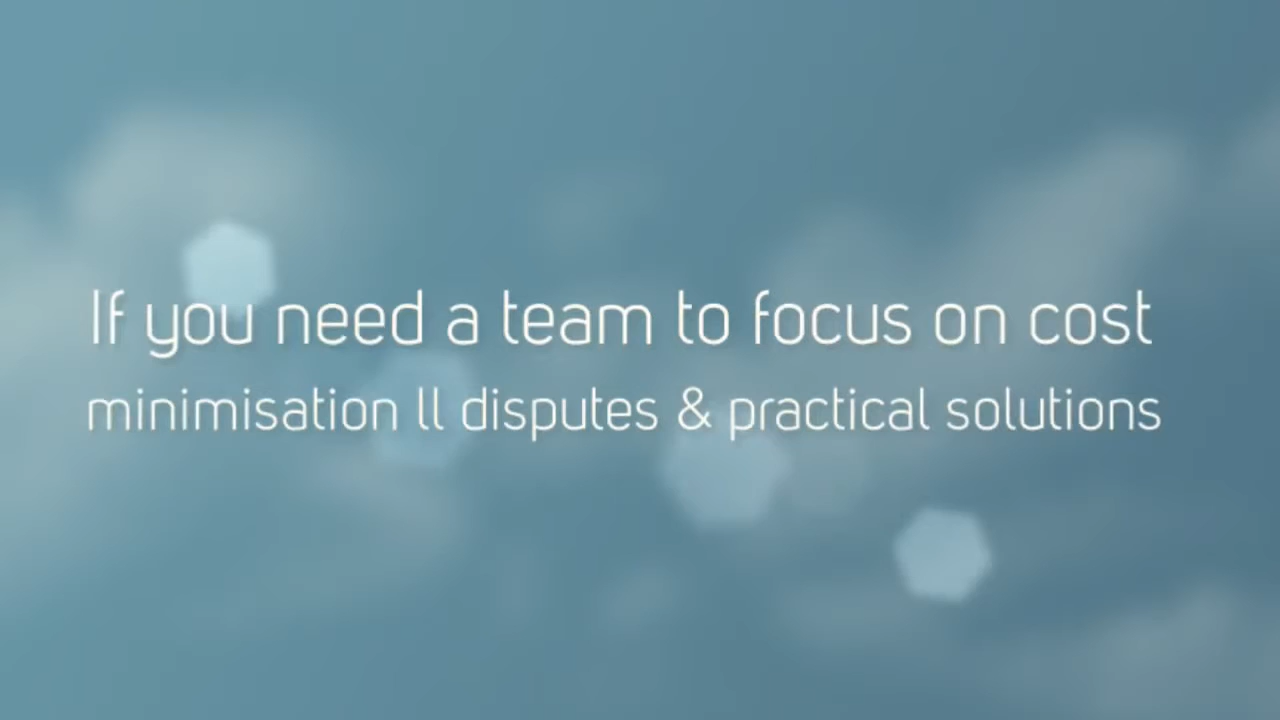 If you need a team to focus on cost
minimisation ll disputes & practical solutions